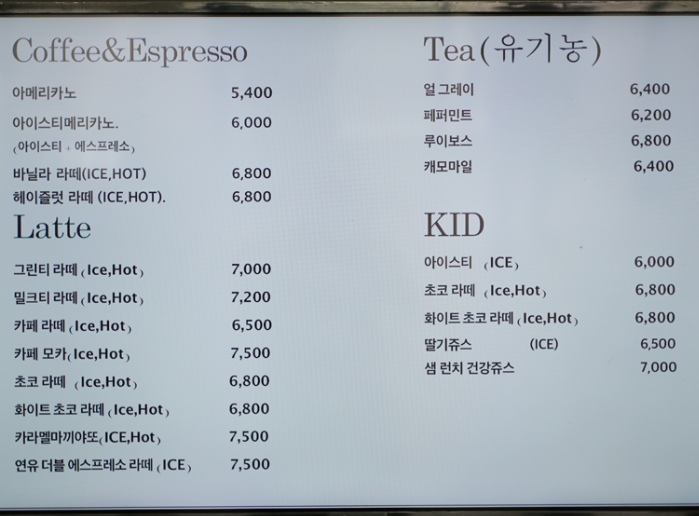 Coffee&Espresso
아메리카노 5,400
아이스티메리카노. 6,000
(아이스티 + 에스프레소)
바닐라 라떼(ICE,HOT) 6,800
헤이즐럿 라떼 (ICE,HOT). 6,800
Latte
그린티 라떼 (Ice,Hot) 7,000
밀크티 라떼 (Ice,Hot) 7,200
카페 라떼 (Ice,Hot) 6,500
카페 모카(Ice,Hot) 7,500
초코 라떼 (Ice,Hot) 6,800
화이트 초코 라떼 (Ice,Hot) 6,800
카라멜마끼야또(ICE,Hot) 7,500
연유 더블 에스프레소 라떼 (ICE) 7,500
Tea(유기농)
얼 그레이 6,400
페퍼민트 6,200
루이보스 6,800
캐모마일 6,400
KID
아이스티 (ICE) 6,000
초코 라떼 (Ice,Hot) 6,800
화이트 초코 라떼 (Ice,Hot) 6,800
딸기쥬스 (ICE) 6,500
샘 런치 건강쥬스 7,000